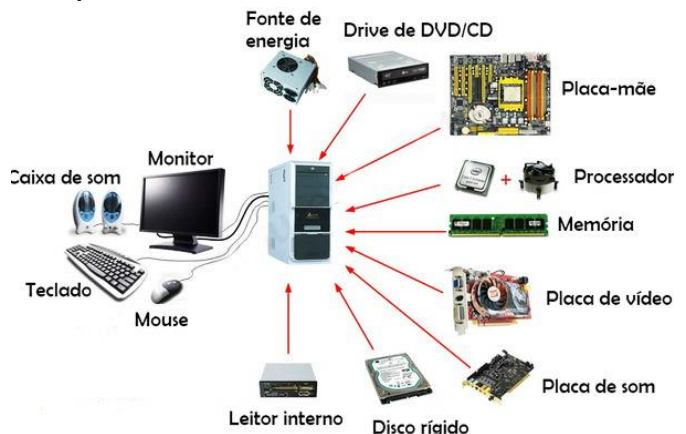 Fonte de
energia
Drive de DVD/CD
Placa-mãe
Monitor
Caixa de som
Processador
+
Memória
Teclado
Mouse
Placa de vídeo
Leitor interno
Disco rígido
Placa de som